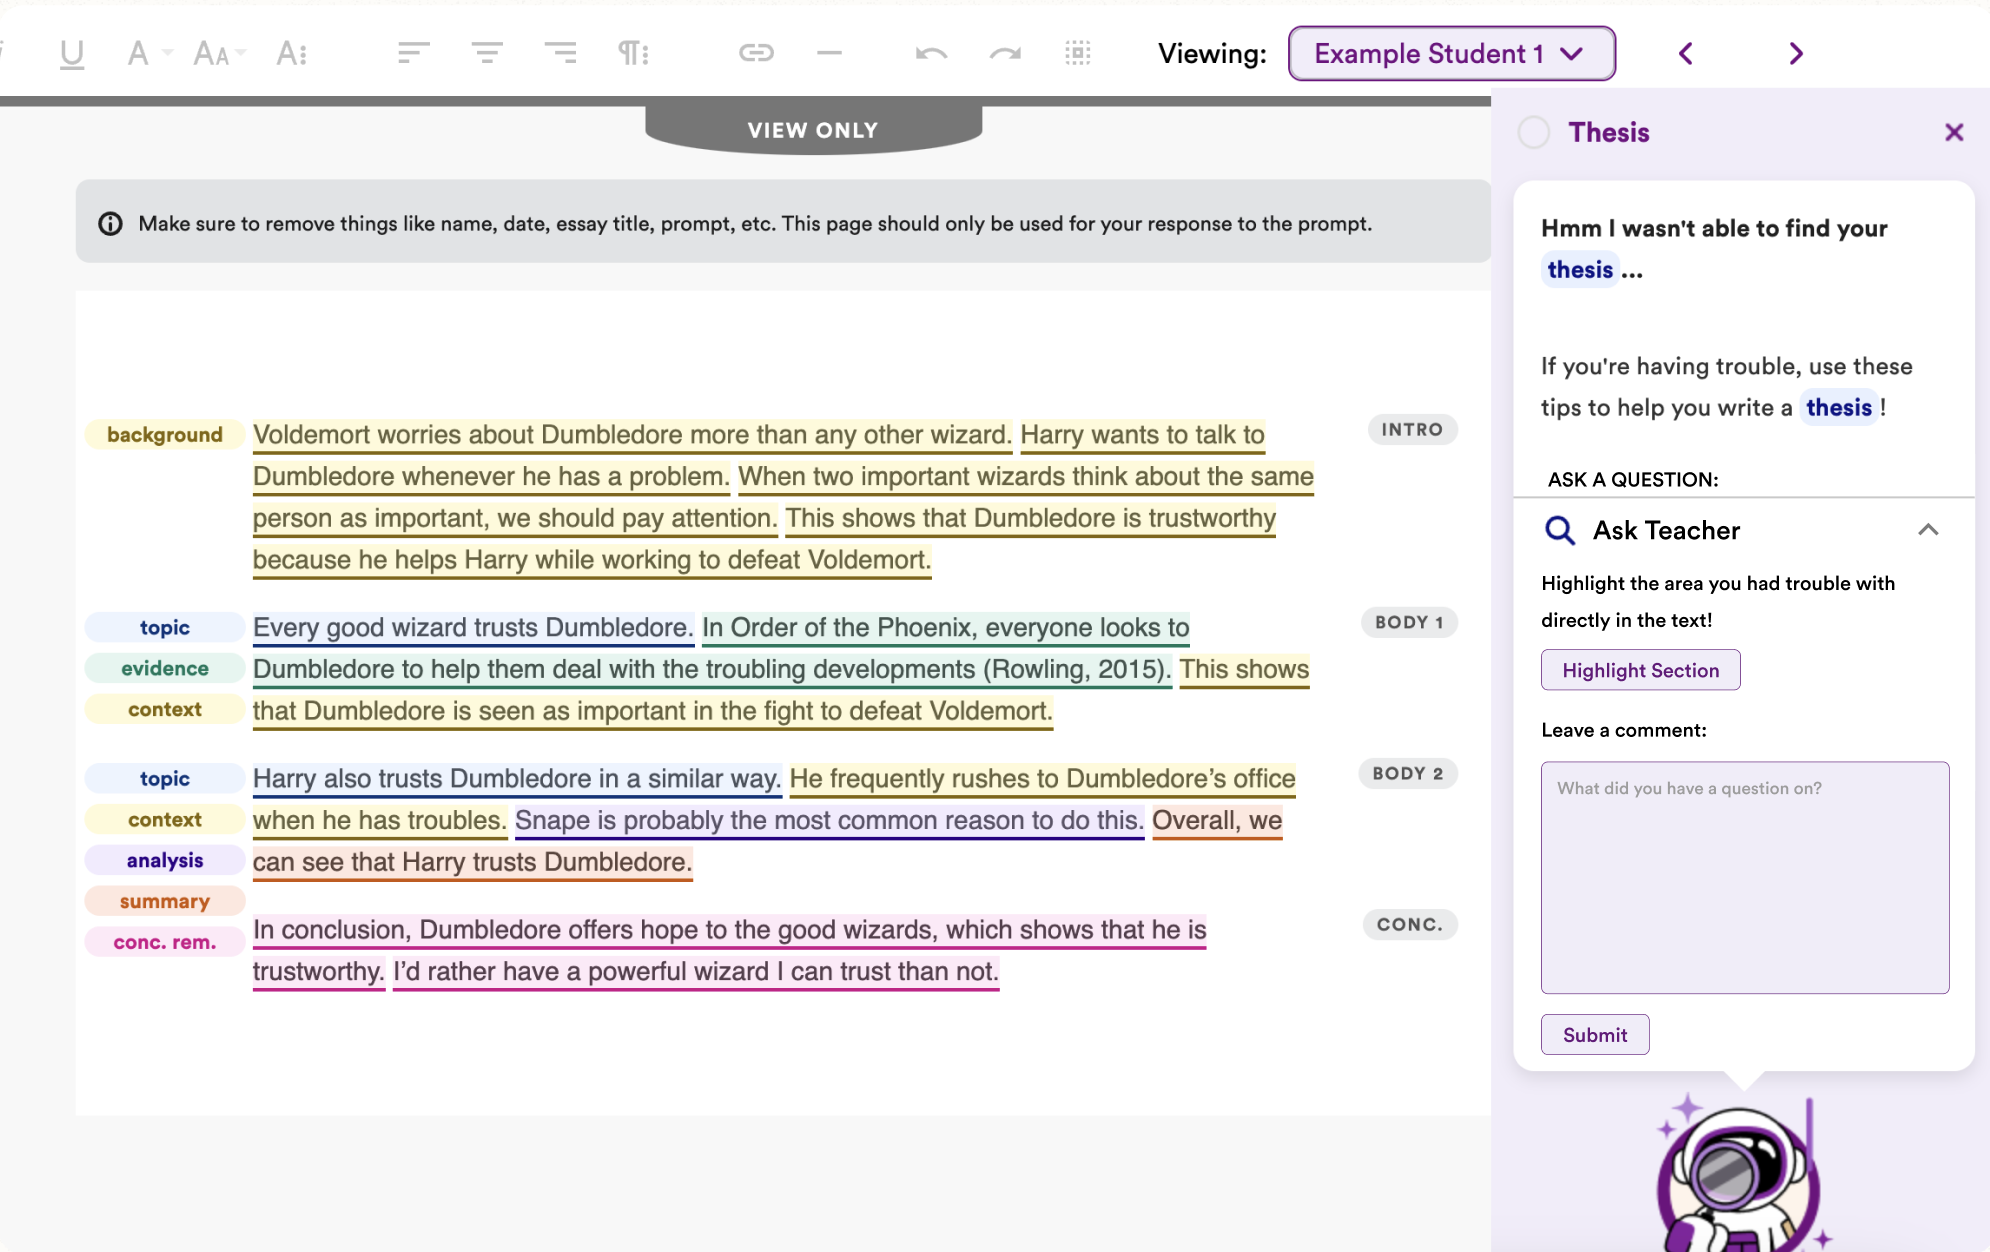 U A AA A
Viewing: Example Student 1
VIEW ONLY
Make sure to remove things like name, date, essay title, prompt, etc. This page should only be used for your response to the prompt.
background
Voldemort worries about Dumbledore more than any other wizard. Harry wants to talk to
INTRO
Dumbledore whenever he has a problem. When two important wizards think about the same
person as important, we should pay attention. This shows that Dumbledore is trustworthy
because he helps Harry while working to defeat Voldemort.
topic
Every good wizard trusts Dumbledore. In Order of the Phoenix, everyone looks to
BODY 1
evidence
Dumbledore to help them deal with the troubling developments (Rowling, 2015). This shows
context
that Dumbledore is seen as important in the fight to defeat Voldemort.
topic
Harry also trusts Dumbledore in a similar way. He frequently rushes to Dumbledore’s office
BODY 2
context
when he has troubles. Snape is probably the most common reason to do this. Overall, we
analysis
can see that Harry trusts Dumbledore.
summary
conc. rem.
In conclusion, Dumbledore offers hope to the good wizards, which shows that he is
CONC.
trustworthy. I’d rather have a powerful wizard I can trust than not.
Thesis
Hmm I wasn't able to find your
thesis ...
If you're having trouble, use these
tips to help you write a thesis !
ASK A QUESTION:
Ask Teacher
Highlight the area you had trouble with
directly in the text!
Highlight Section
Leave a comment:
What did you have a question on?
Submit